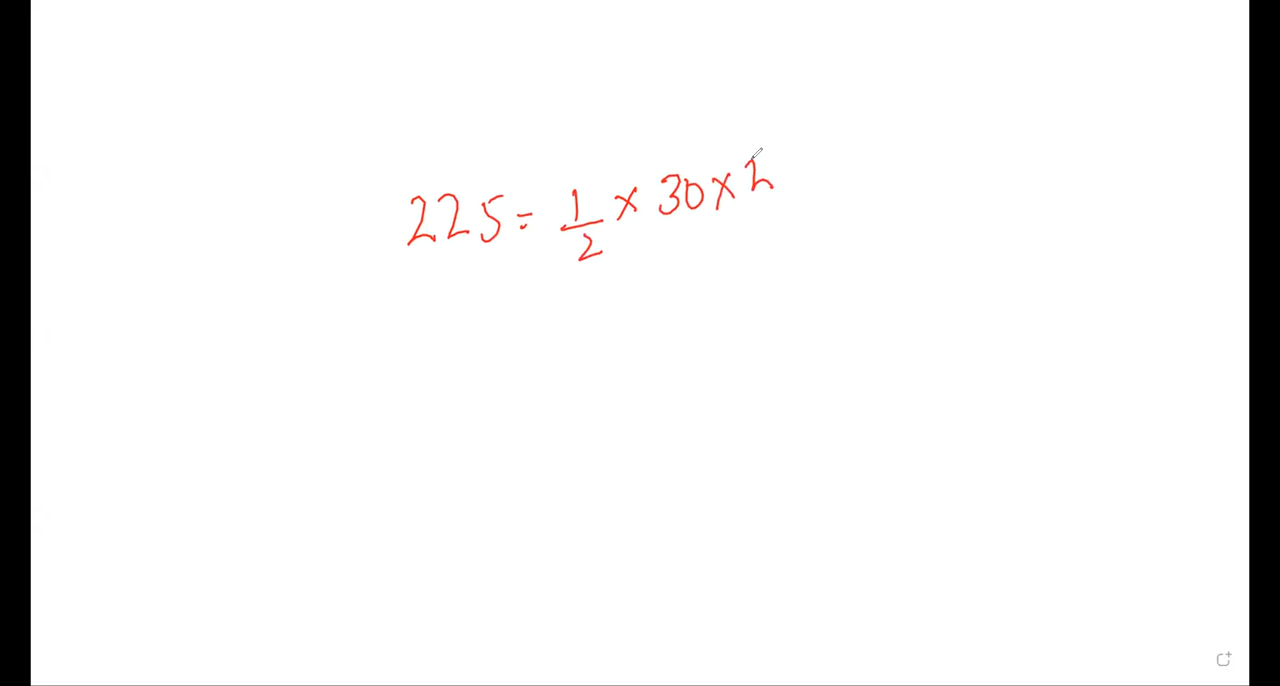 225 = 1/2 × 30 × h